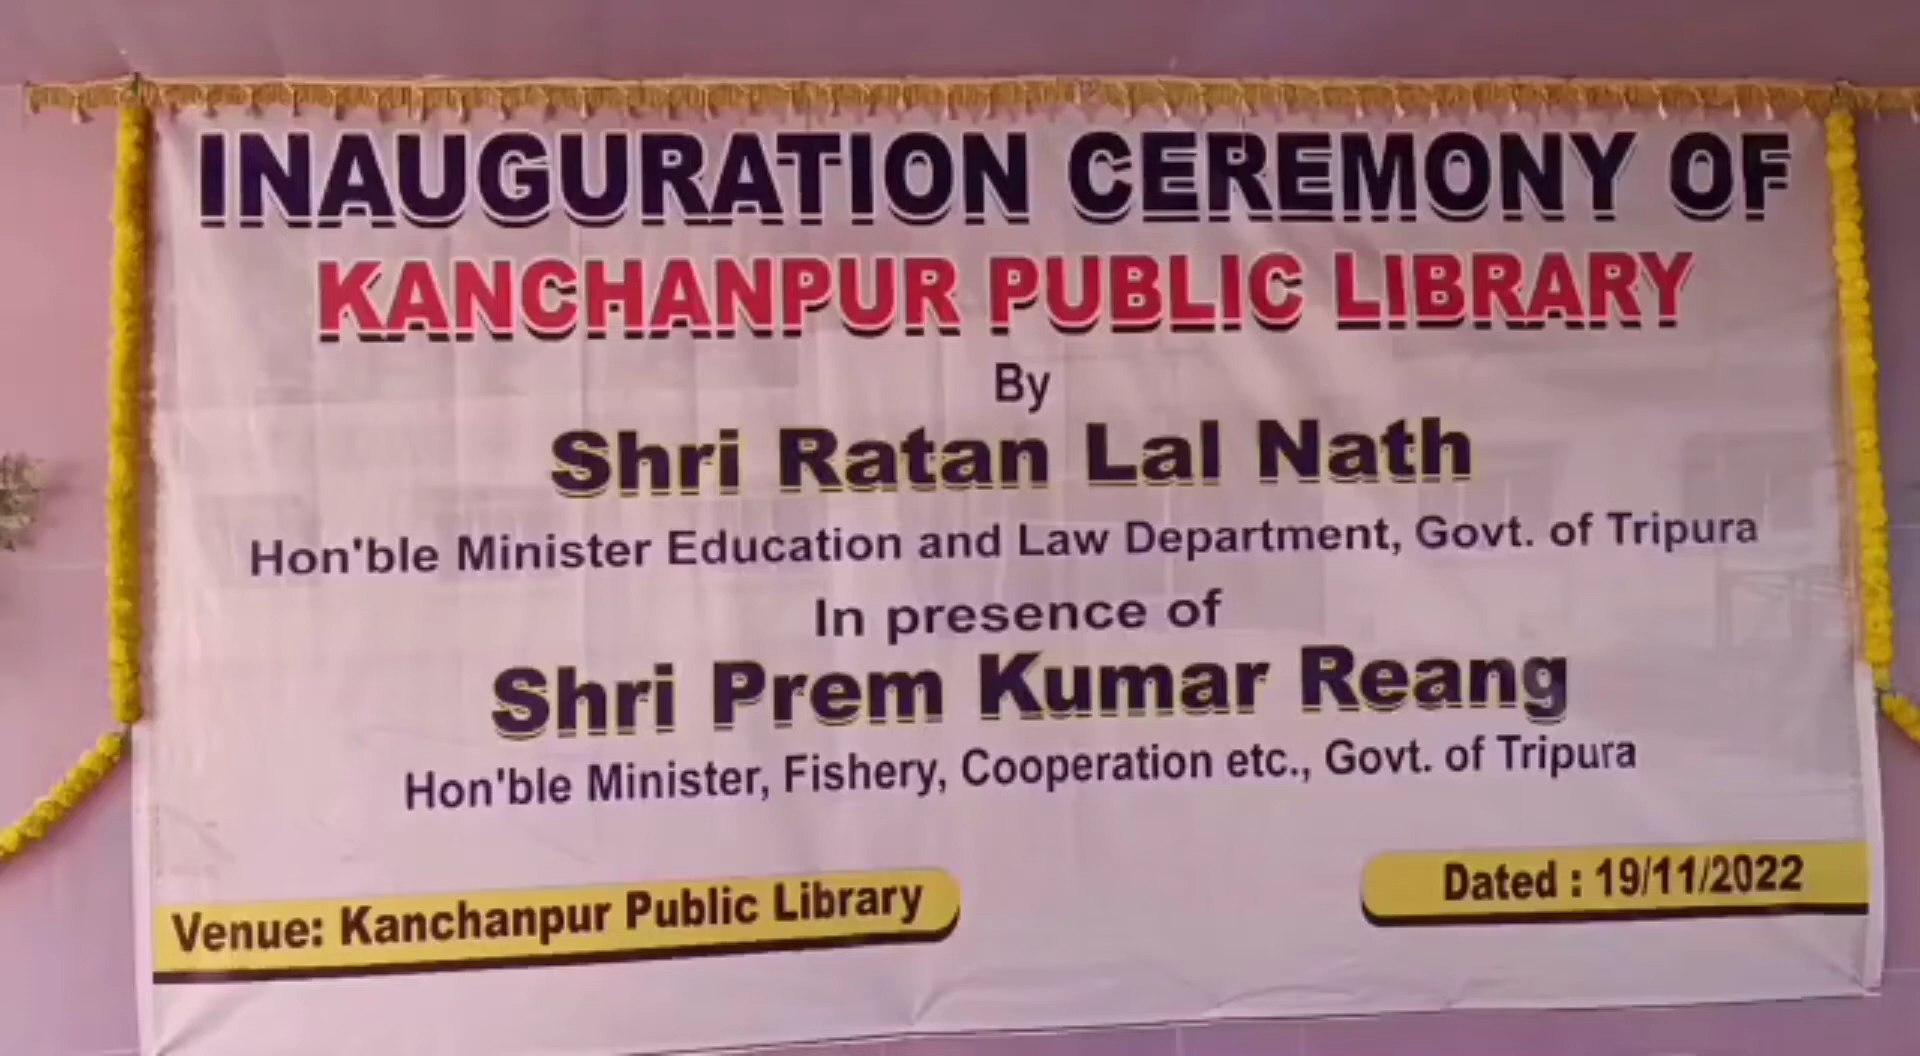 INAUGURATION CEREMONY OF
KANCHANPUR PUBLIC LIBRARY
By
Shri Ratan Lal Nath
Hon'ble Minister Education and Law Department, Govt. of Tripura
In presence of
Shri Prem Kumar Reang
Hon'ble Minister, Fishery, Cooperation etc., Govt. of Tripura
Venue: Kanchanpur Public Library
Dated : 19/11/2022